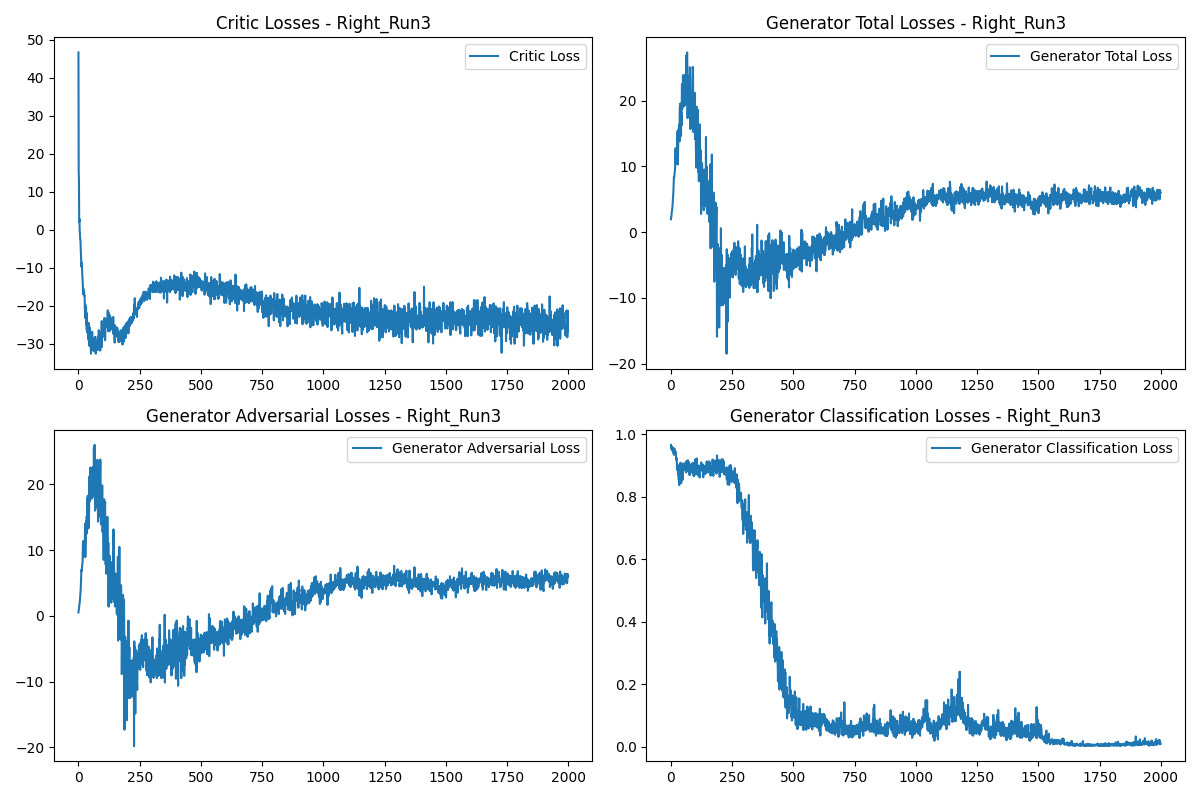 Critic Losses - Right_Run3
Critic Loss
50
40
30
20
10
0
−10
−20
−30
0 250 500 750 1000 1250 1500 1750 2000
Generator Total Losses - Right_Run3
Generator Total Loss
20
10
0
−10
−20
0 250 500 750 1000 1250 1500 1750 2000
Generator Adversarial Losses - Right_Run3
Generator Adversarial Loss
20
10
0
−10
−20
0 250 500 750 1000 1250 1500 1750 2000
Generator Classification Losses - Right_Run3
Generator Classification Loss
1.0
0.8
0.6
0.4
0.2
0.0
0 250 500 750 1000 1250 1500 1750 2000